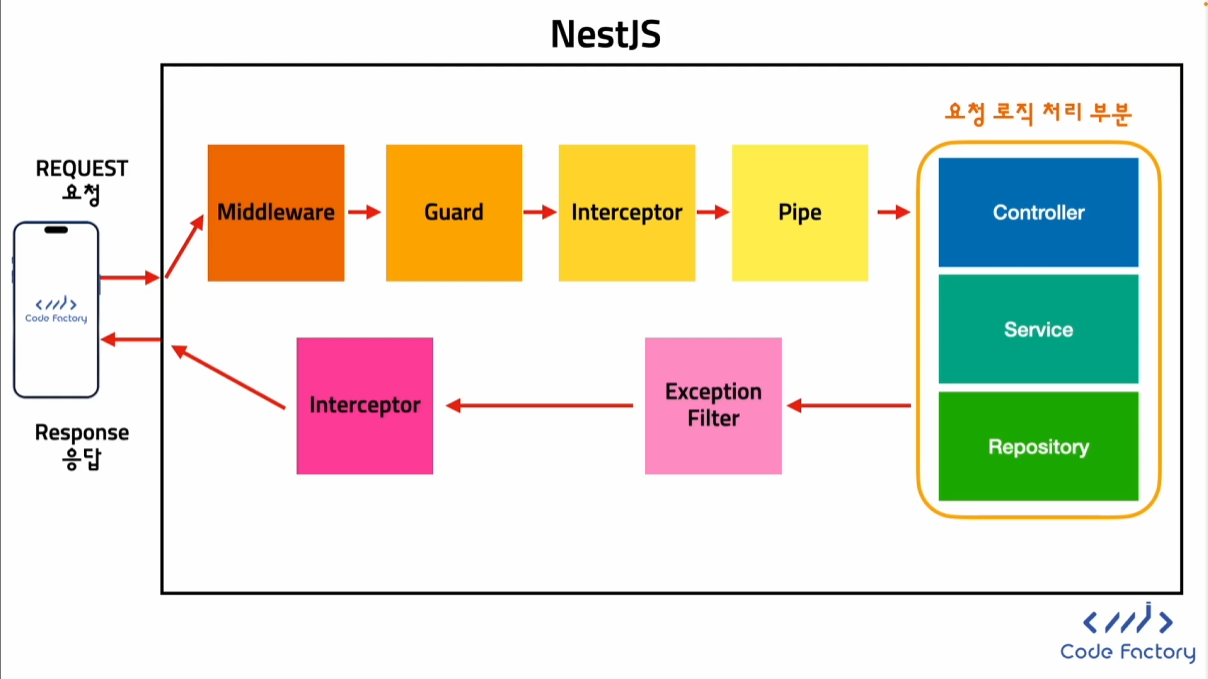 NestJS
요청 로직 처리 부분
REQUEST
요청
Middleware
Guard
Interceptor
Pipe
Controller
Code Factory
Service
Interceptor
Exception
Filter
Response
응답
Repository
Code Factory